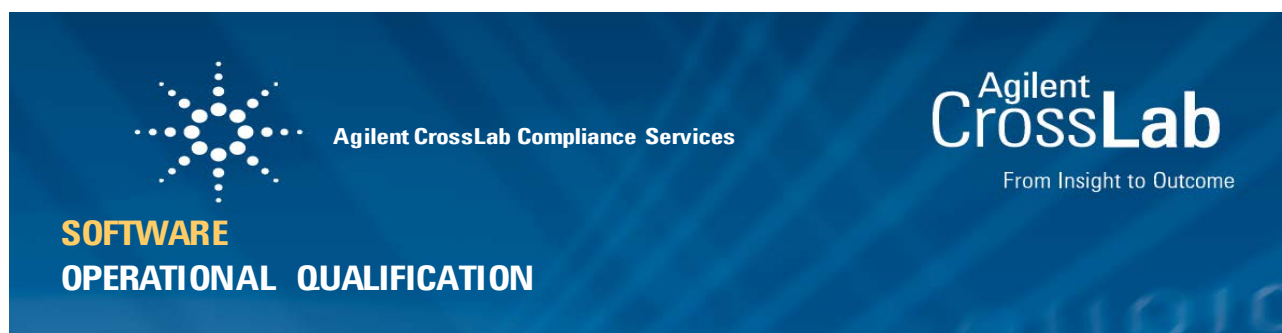 Agilent CrossLab Compliance Services
Agilent
CrossLab
From Insight to Outcome
SOFTWARE
OPERATIONAL QUALIFICATION